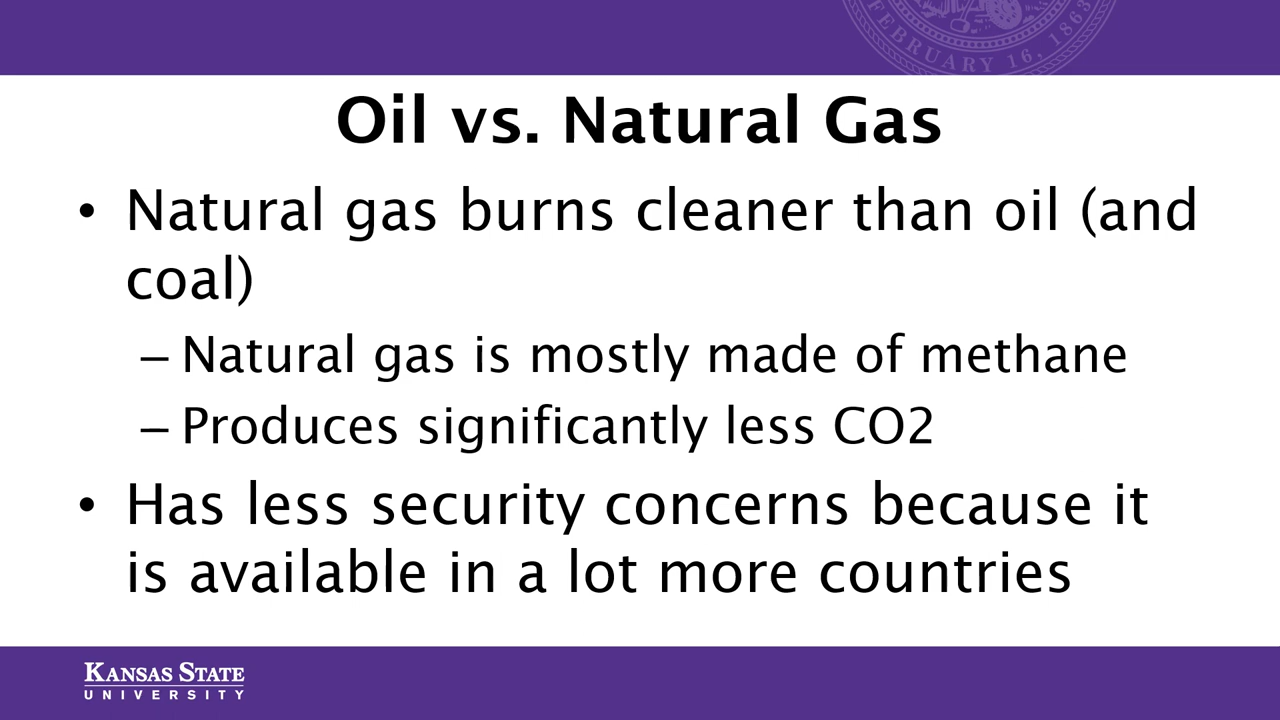 FEBRUARY 16, 1863
Oil vs. Natural Gas
• Natural gas burns cleaner than oil (and
coal)
– Natural gas is mostly made of methane
– Produces significantly less CO2
• Has less security concerns because it
is available in a lot more countries
KANSAS STATE
UNIVERSITY